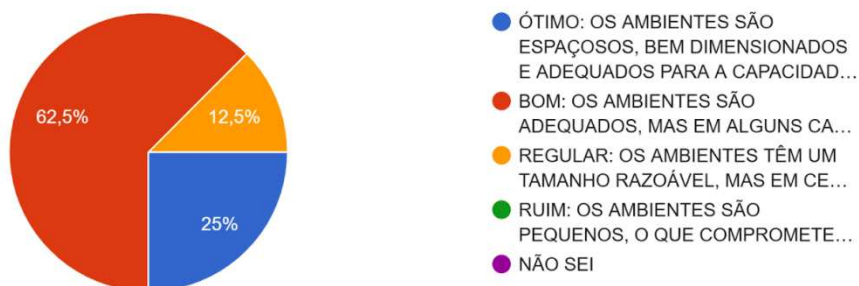 62,5%
12,5%
25%
ÓTIMO: OS AMBIENTES SÃO
ESPAÇOSOS, BEM DIMENSIONADOS
E ADEQUADOS PARA A CAPACIDAD…
BOM: OS AMBIENTES SÃO
ADEQUADOS, MAS EM ALGUNS CA…
REGULAR: OS AMBIENTES TÊM UM
TAMANHO RAZOÁVEL, MAS EM CE…
RUIM: OS AMBIENTES SÃO
PEQUENOS, O QUE COMPROMETE…
NÃO SEI